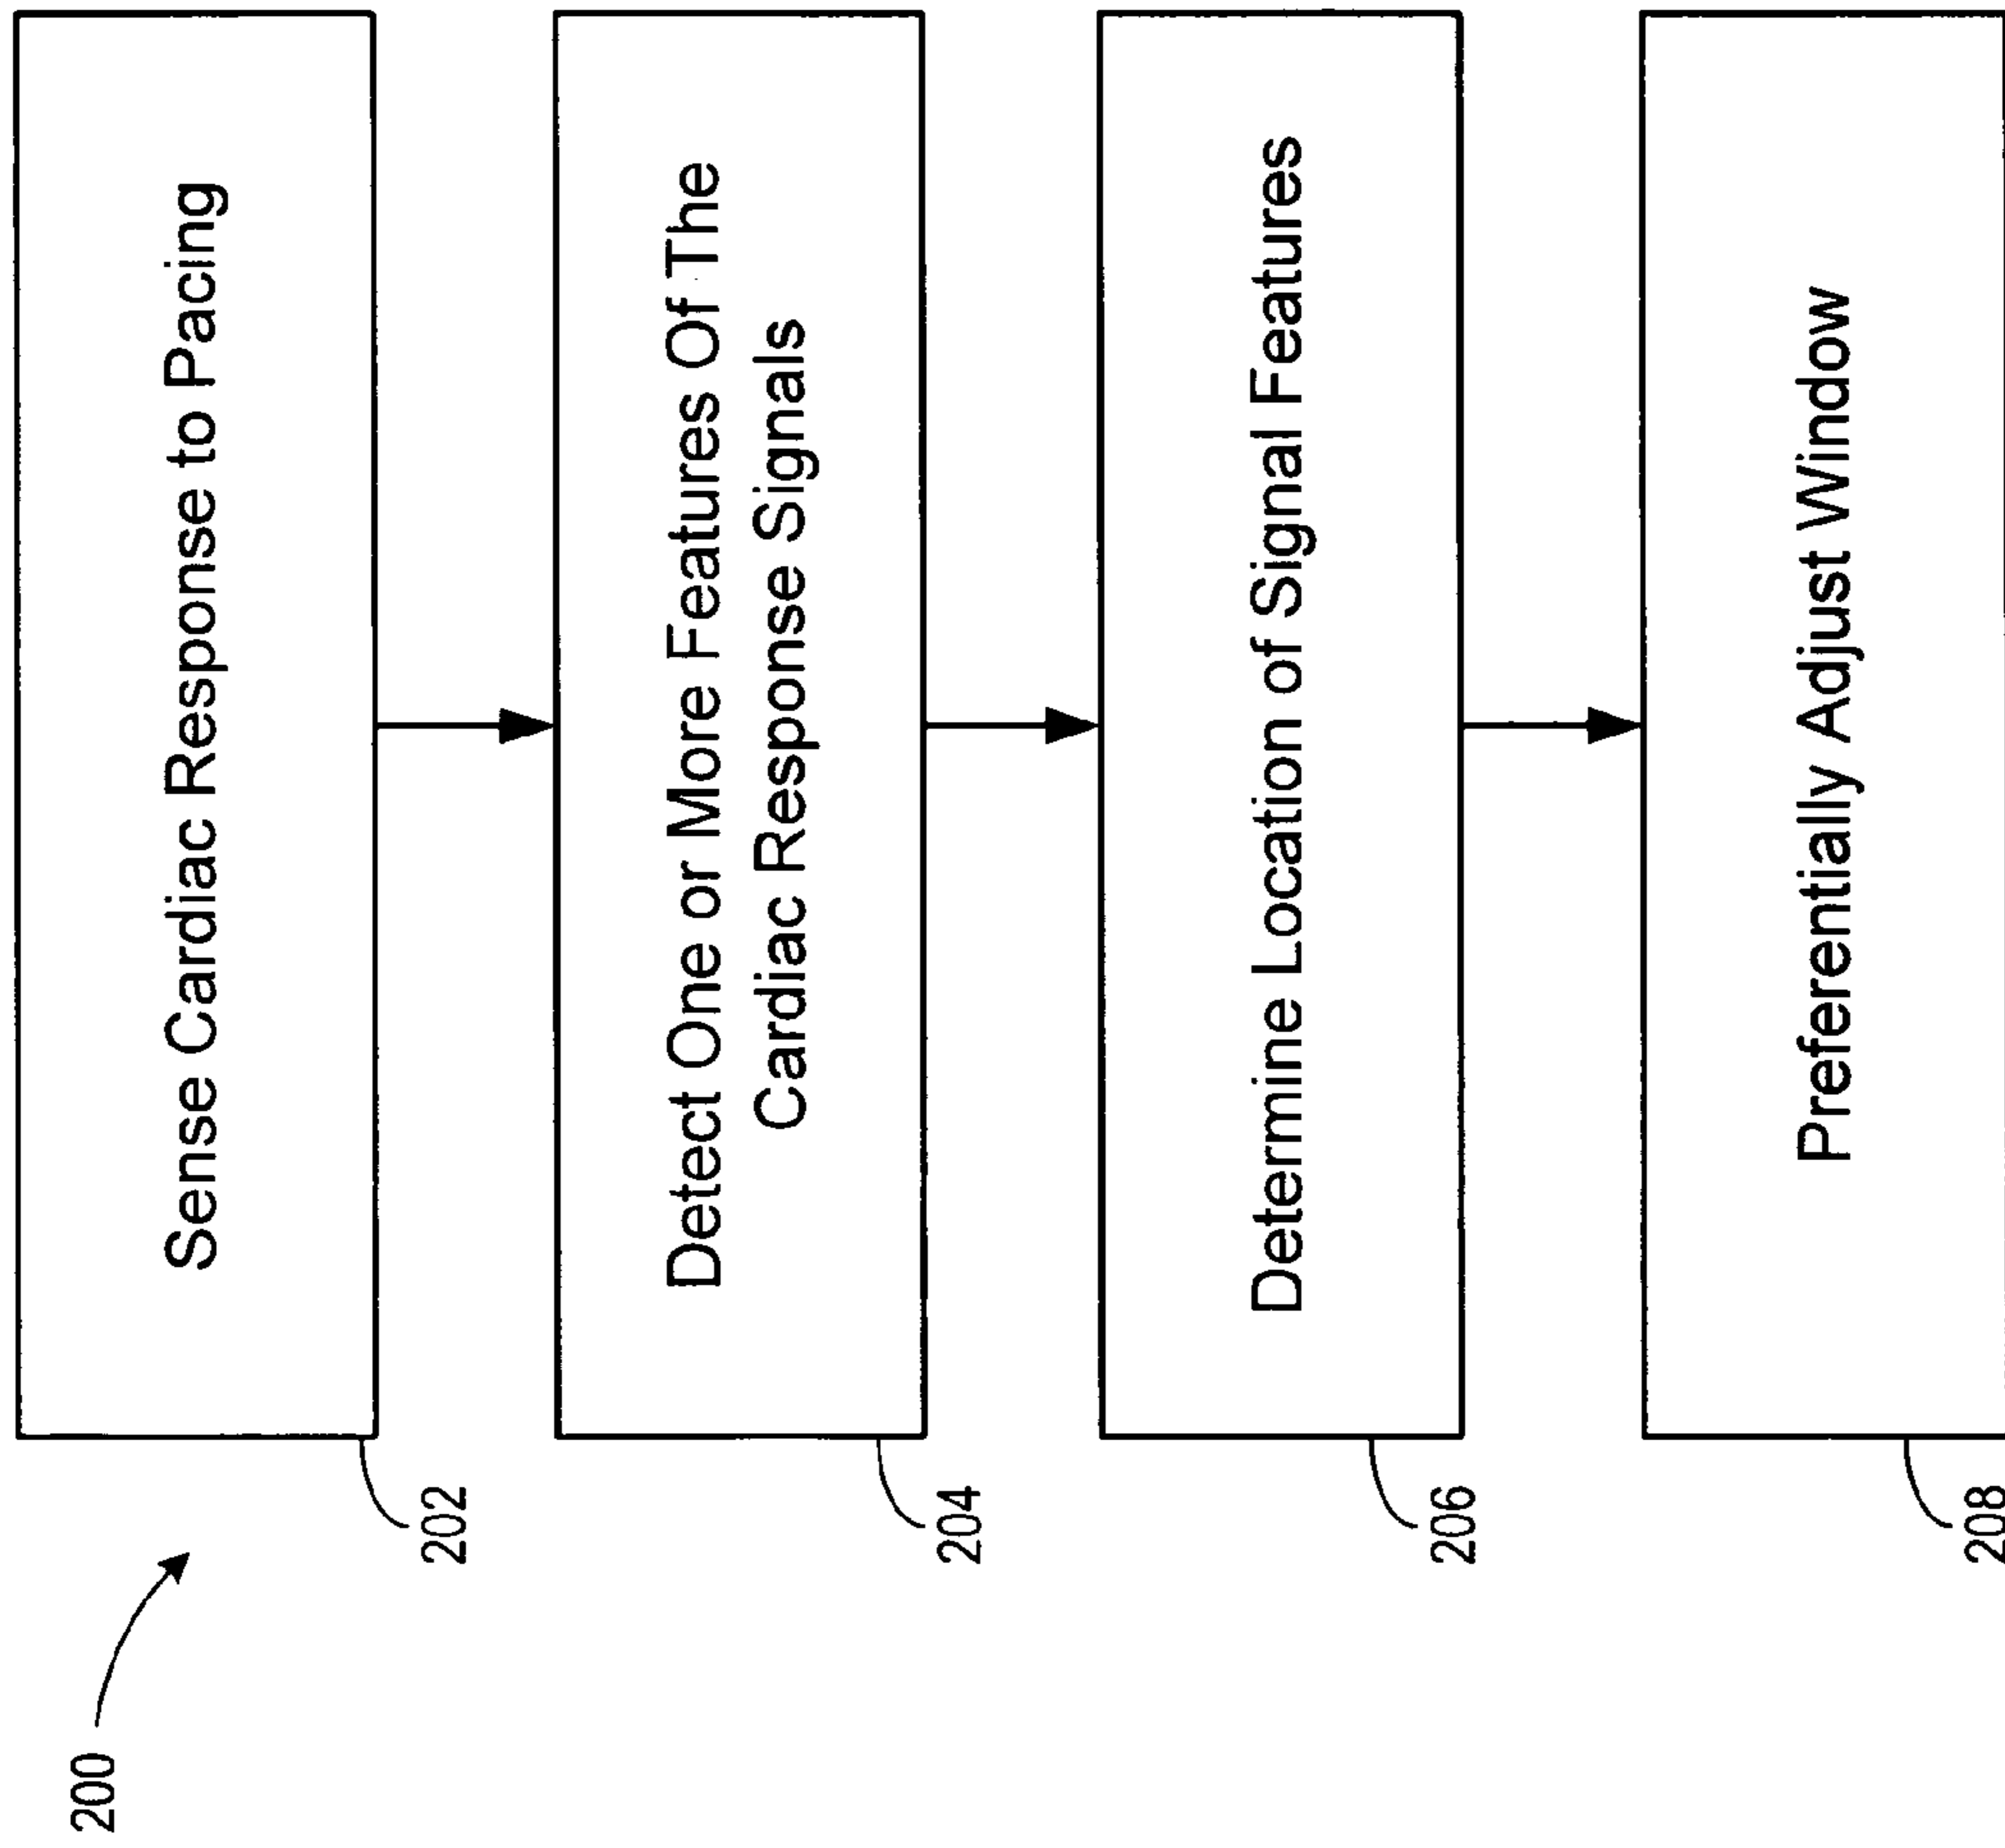 200
202
Sense Cardiac Response to Pacing
204
Detect One or More Features Of The
Cardiac Response Signals
206
Determine Location of Signal Features
208
Preferentially Adjust Window